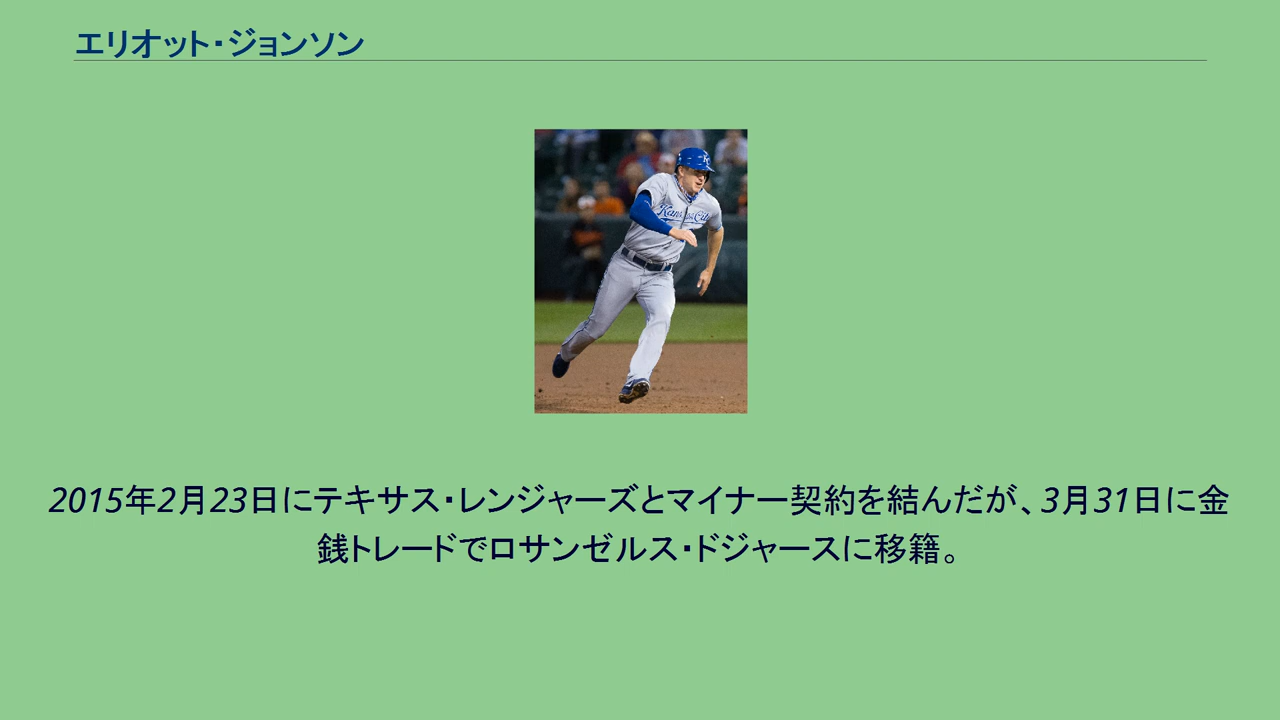 エリオット・ジョンソン
Kansas City
2015年2月23日にテキサス・レンジャーズとマイナー契約を結んだが、3月31日に金
銭トレードでロサンゼルス・ドジャースに移籍。